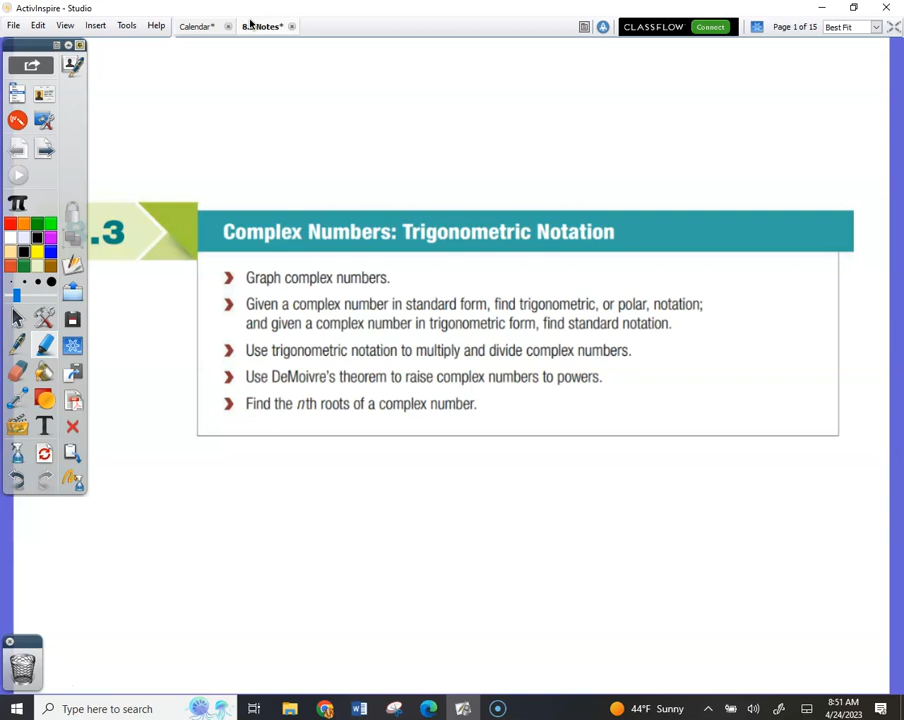 ActivInspire - Studio
File Edit View Insert Tools Help Calendar* Notes* CLASSFLOW Connect Page 1 of 15 Best Fit
.3 Complex Numbers: Trigonometric Notation
Graph complex numbers.
Given a complex number in standard form, find trigonometric, or polar, notation;
and given a complex number in trigonometric form, find standard notation.
Use trigonometric notation to multiply and divide complex numbers.
Use DeMoivre's theorem to raise complex numbers to powers.
Find the nth roots of a complex number.
Type here to search
44°F Sunny
8:51 AM
4/24/2023